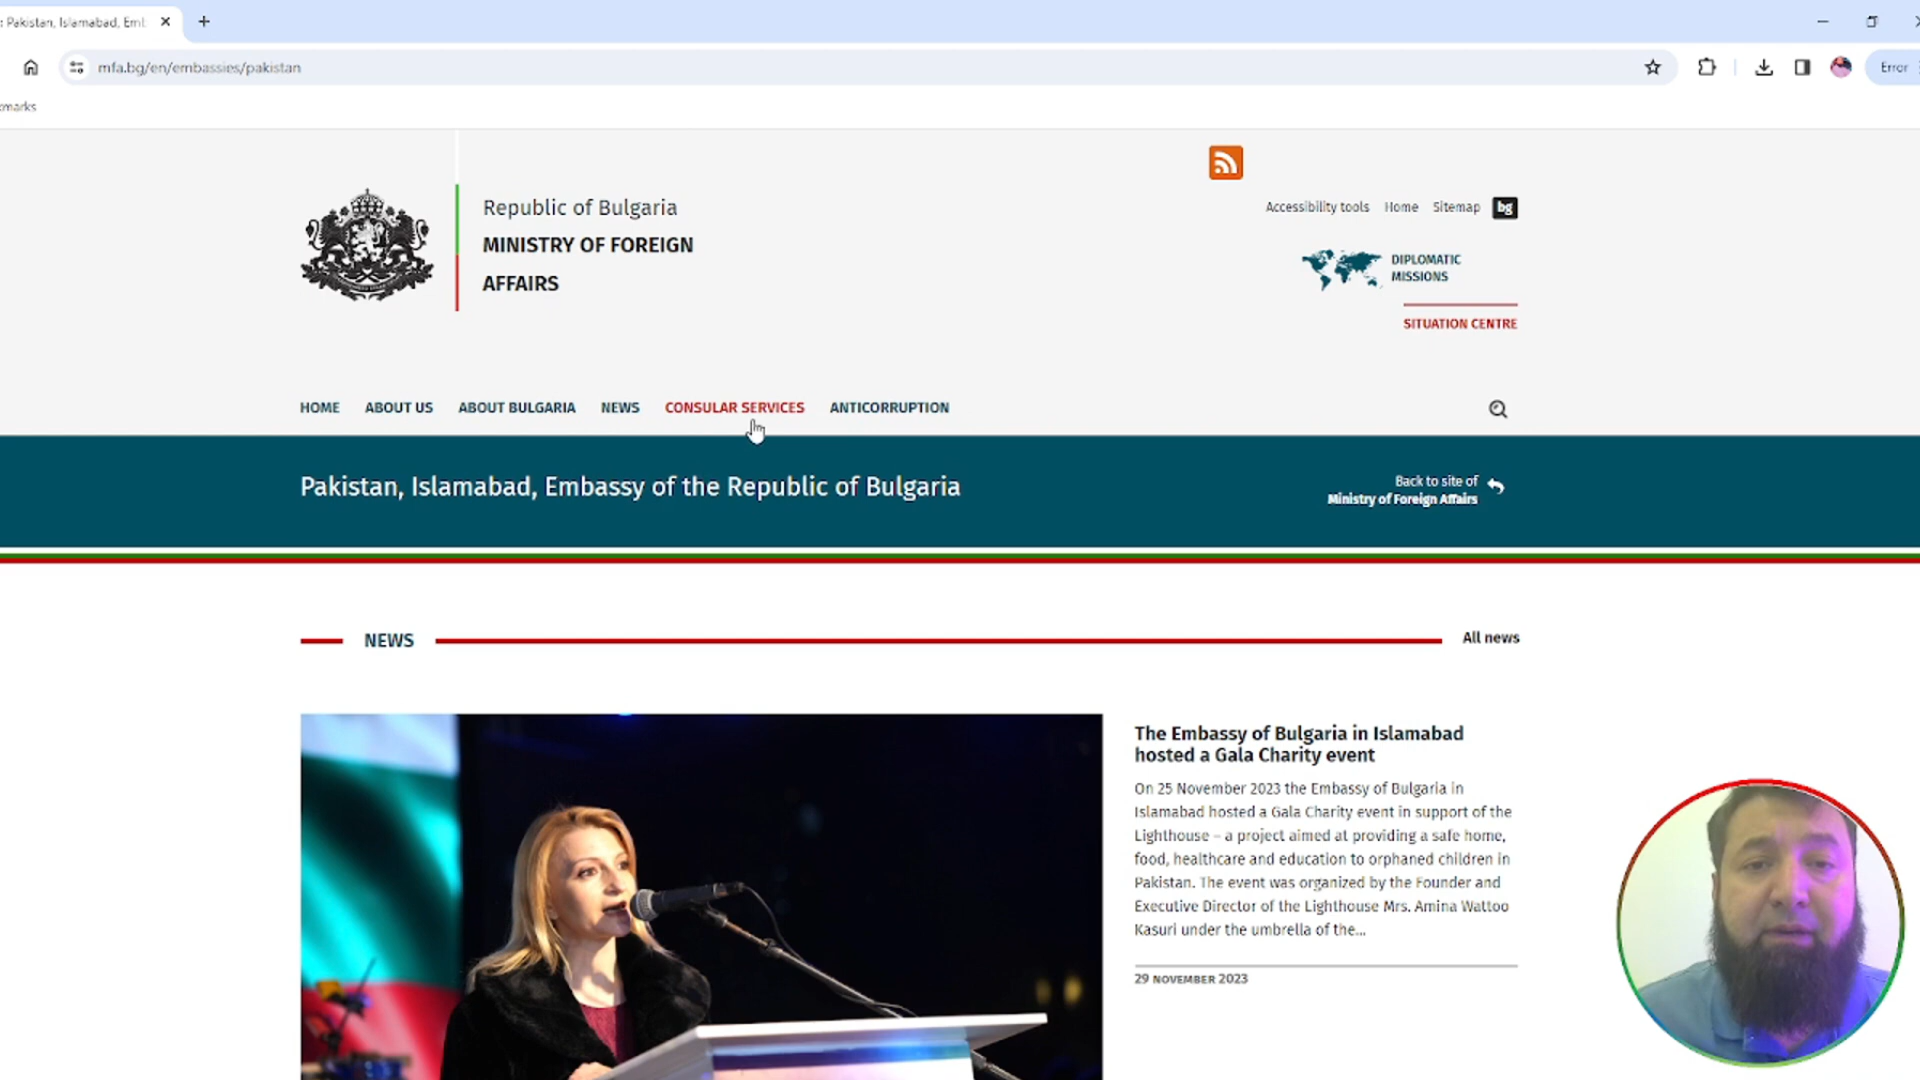 : Pakistan, Islamabad, Em
mfa.bg/en/embassies/pakistan
Error
kmarks
Republic of Bulgaria
MINISTRY OF FOREIGN
AFFAIRS
Accessibility tools Home Sitemap bg
DIPLOMATIC
MISSIONS
SITUATION CENTRE
HOME ABOUT US ABOUT BULGARIA NEWS CONSULAR SERVICES ANTICORRUPTION
Pakistan, Islamabad, Embassy of the Republic of Bulgaria
Back to site of
Ministry of Foreign Affairs
NEWS
All news
The Embassy of Bulgaria in Islamabad
hosted a Gala Charity event
On 25 November 2023 the Embassy of Bulgaria in
Islamabad hosted a Gala Charity event in support of the
Lighthouse – a project aimed at providing a safe home,
food, healthcare and education to orphaned children in
Pakistan. The event was organized by the Founder and
Executive Director of the Lighthouse Mrs. Amina Wattoo
Kasuri under the umbrella of the...
29 NOVEMBER 2023